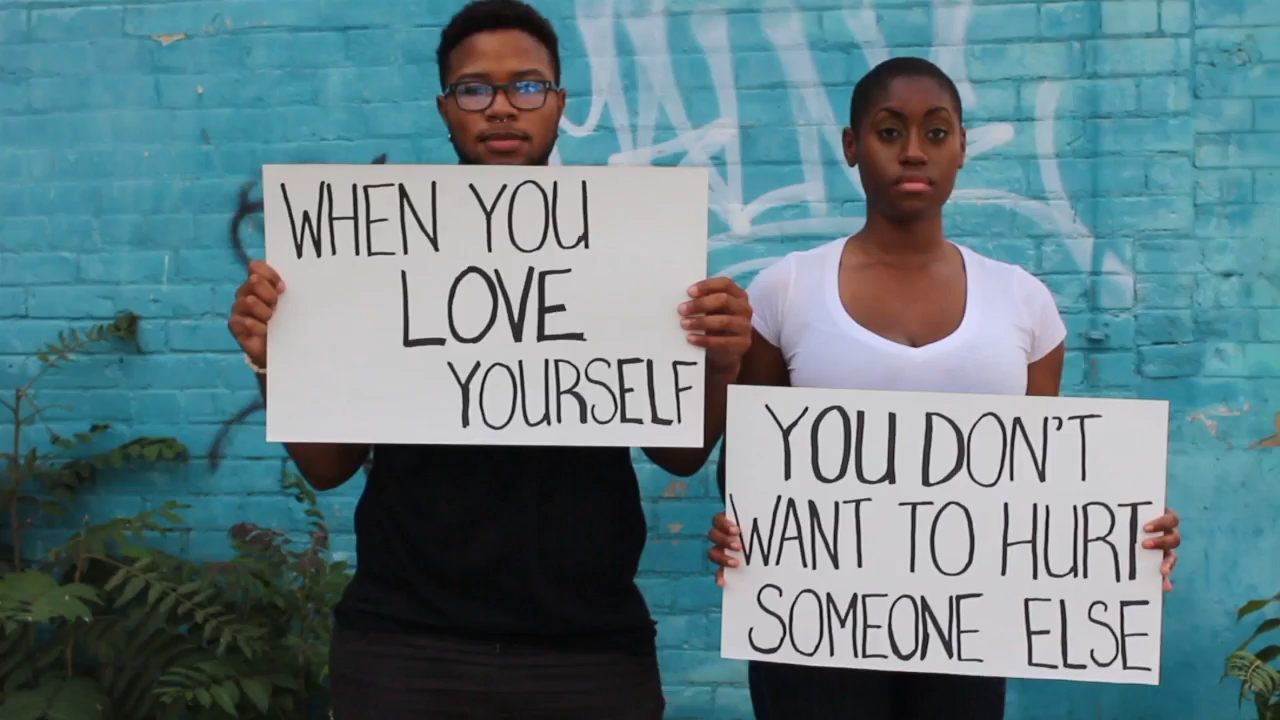 WHEN YOU
LOVE
YOURSELF
YOU DON'T
WANT TO HURT
SOMEONE ELSE